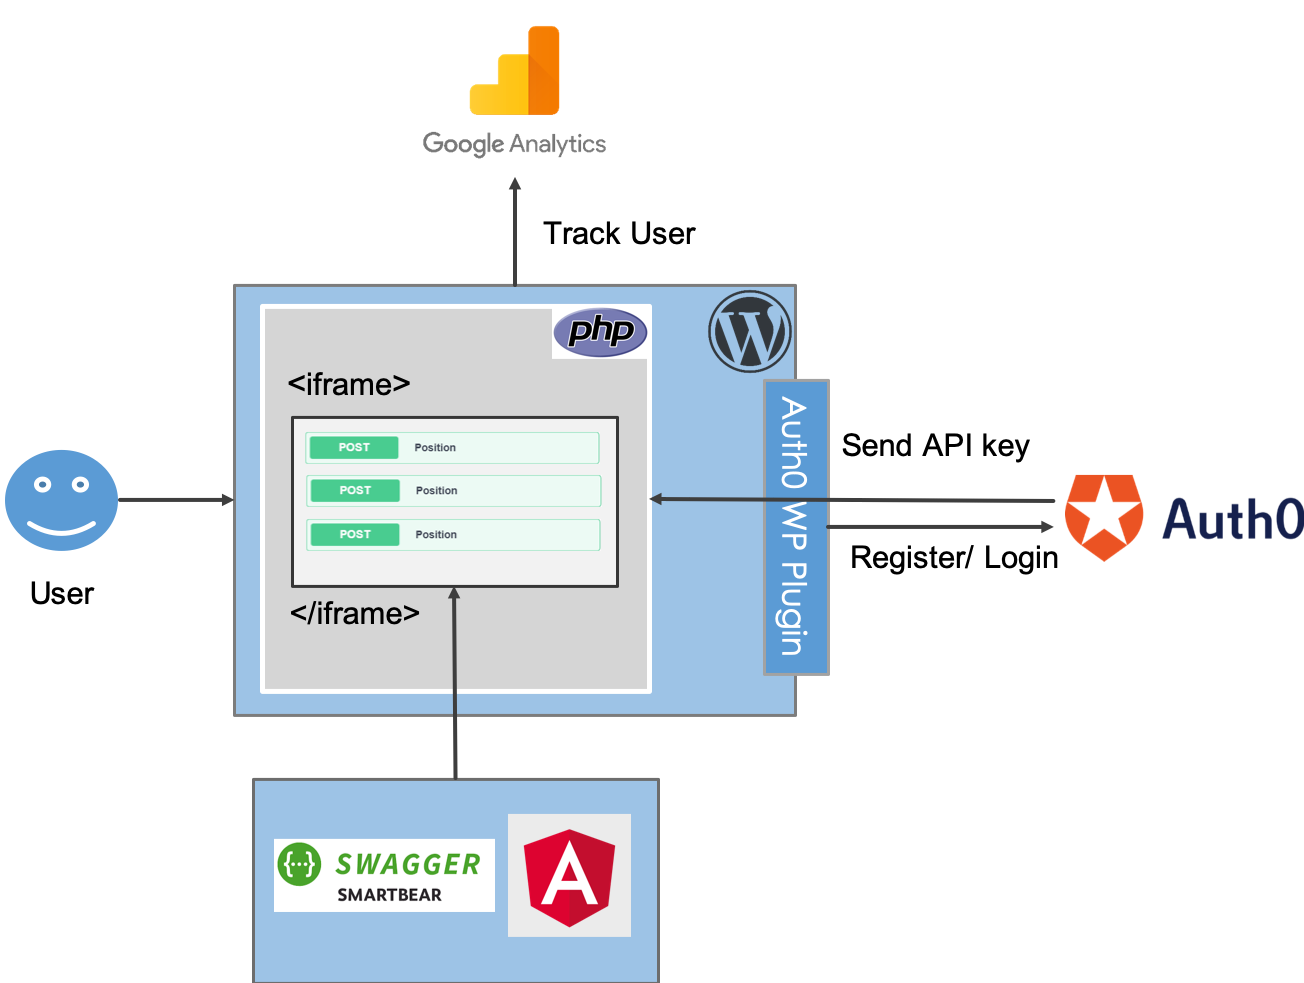 Google Analytics
Track User
php
W
<iframe>
POST Position
POST Position
POST Position
</iframe>
User
Auth0 WP Plugin
Send API key
Register/ Login
Auth0
{···} SWAGGER
SMARTBEAR
A